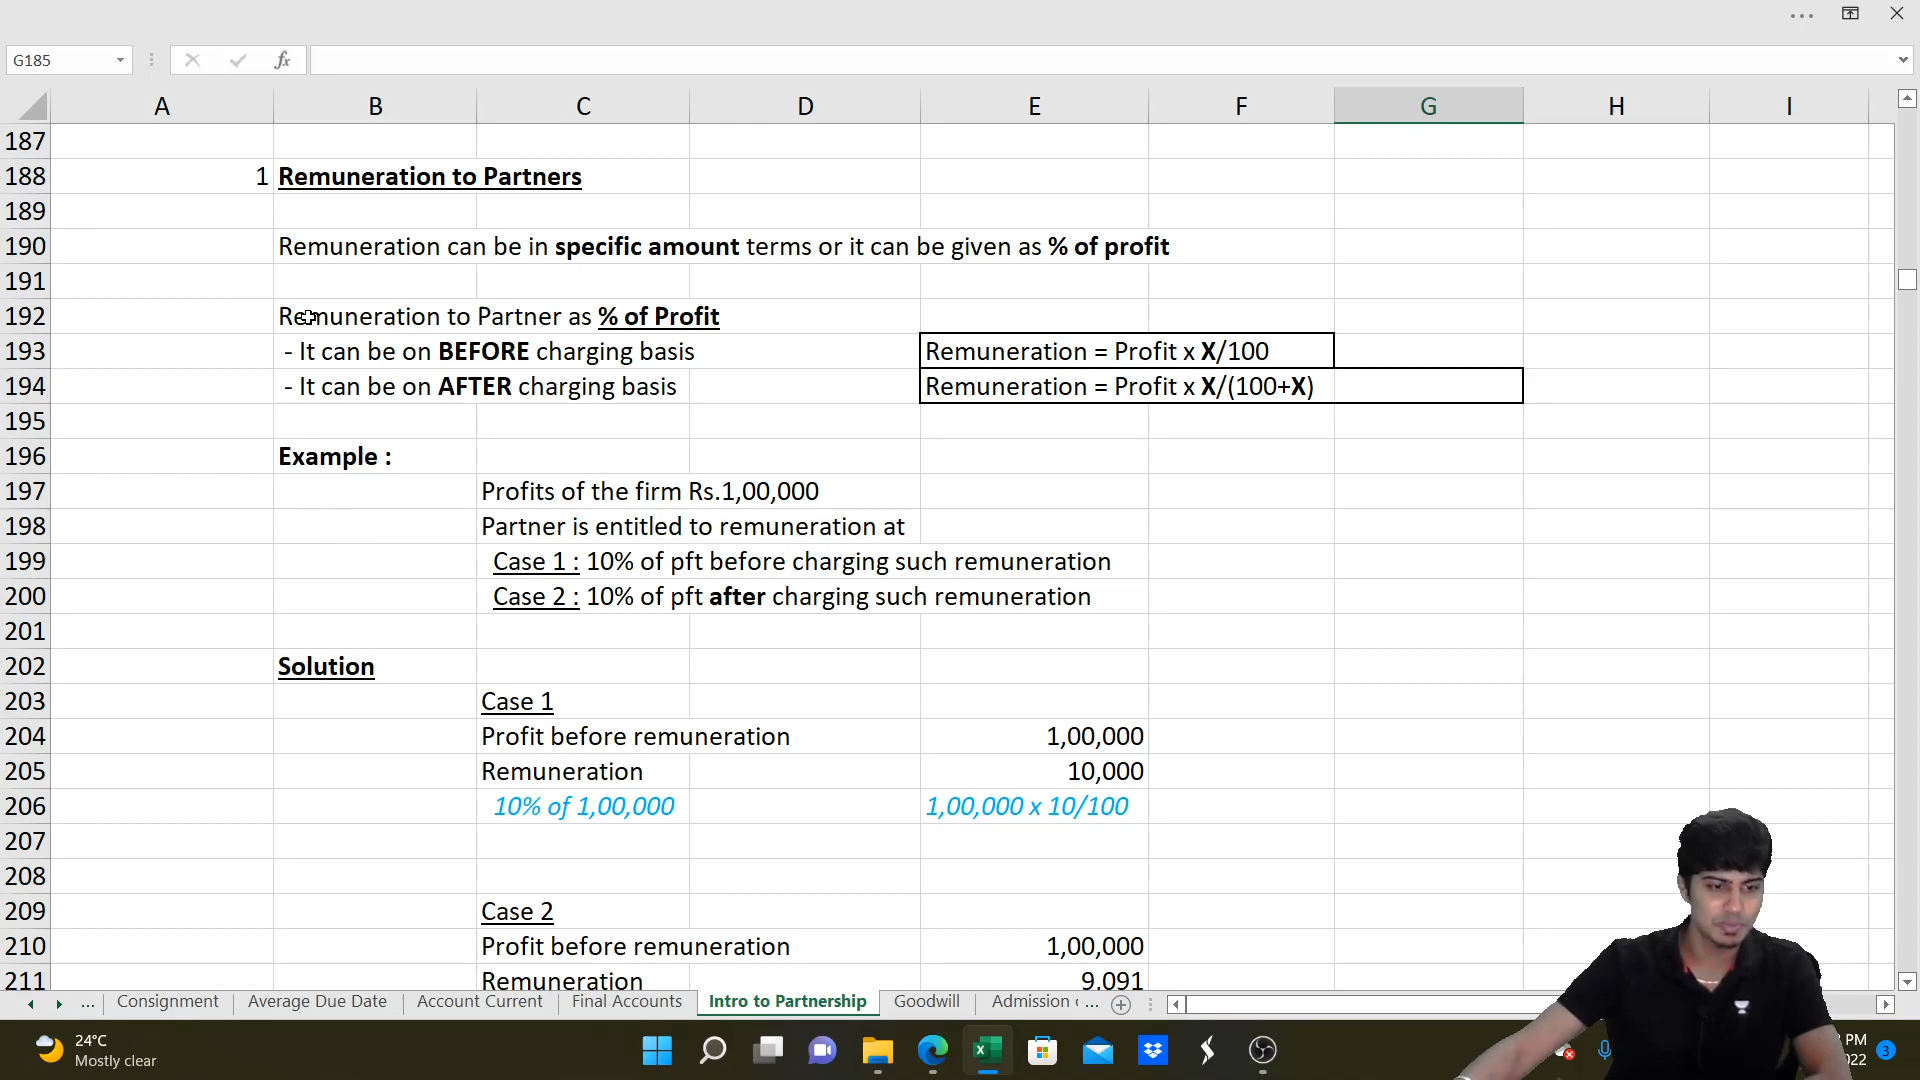 G185
fx
A B C D E F G H I
187
188 1 Remuneration to Partners
189
190 Remuneration can be in specific amount terms or it can be given as % of profit
191
192 Remuneration to Partner as % of Profit
193 - It can be on BEFORE charging basis Remuneration = Profit x X/100
194 - It can be on AFTER charging basis Remuneration = Profit x X/(100+X)
195
196 Example :
197 Profits of the firm Rs.1,00,000
198 Partner is entitled to remuneration at
199 Case 1 : 10% of pft before charging such remuneration
200 Case 2 : 10% of pft after charging such remuneration
201
202 Solution
203 Case 1
204 Profit before remuneration 1,00,000
205 Remuneration 10,000
206 10% of 1,00,000 1,00,000 x 10/100
207
208
209 Case 2
210 Profit before remuneration 1,00,000
211 Remuneration 9,091
... Consignment Average Due Date Account Current Final Accounts Intro to Partnership Goodwill Admission ...
24°C
Mostly clear
PM
3